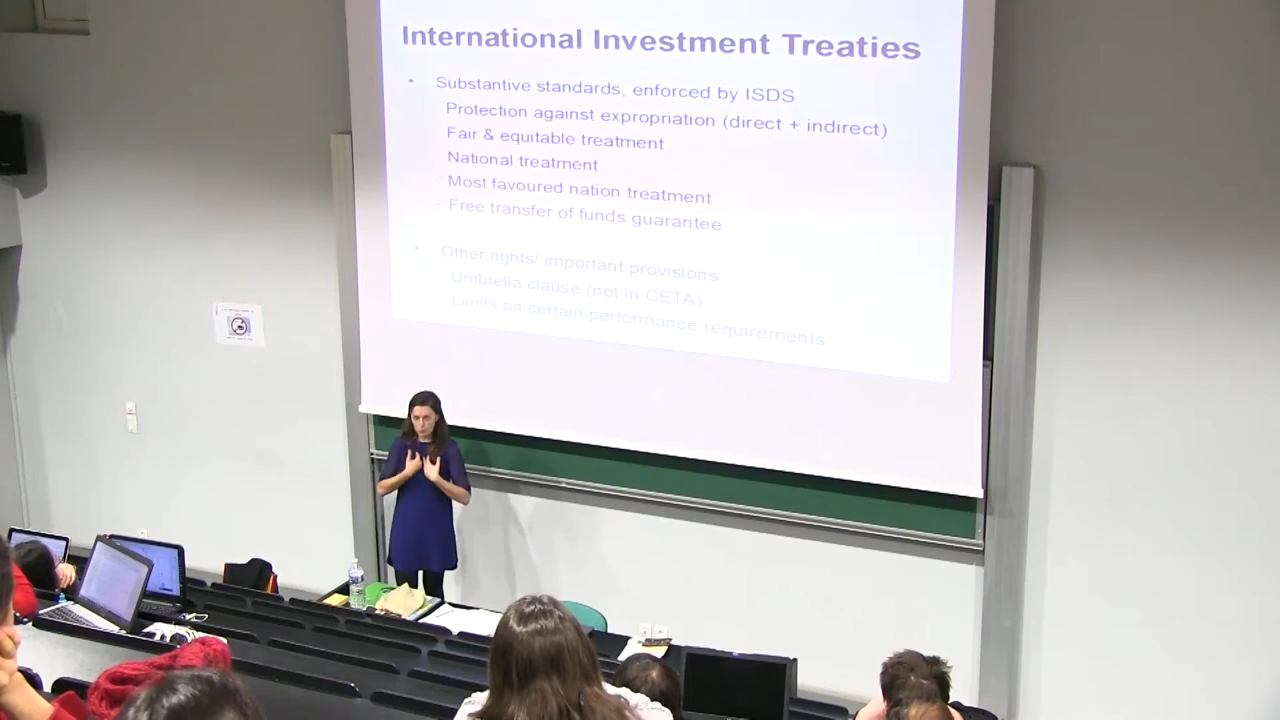 International Investment Treaties
• Substantive standards, enforced by ISDS
Protection against expropriation (direct + indirect)
Fair & equitable treatment
National treatment
Most favoured nation treatment
– Free transfer of funds guarantee
• Other rights/ important provisions
Umbrella clause (not in CETA)
Limits on certain performance requirements